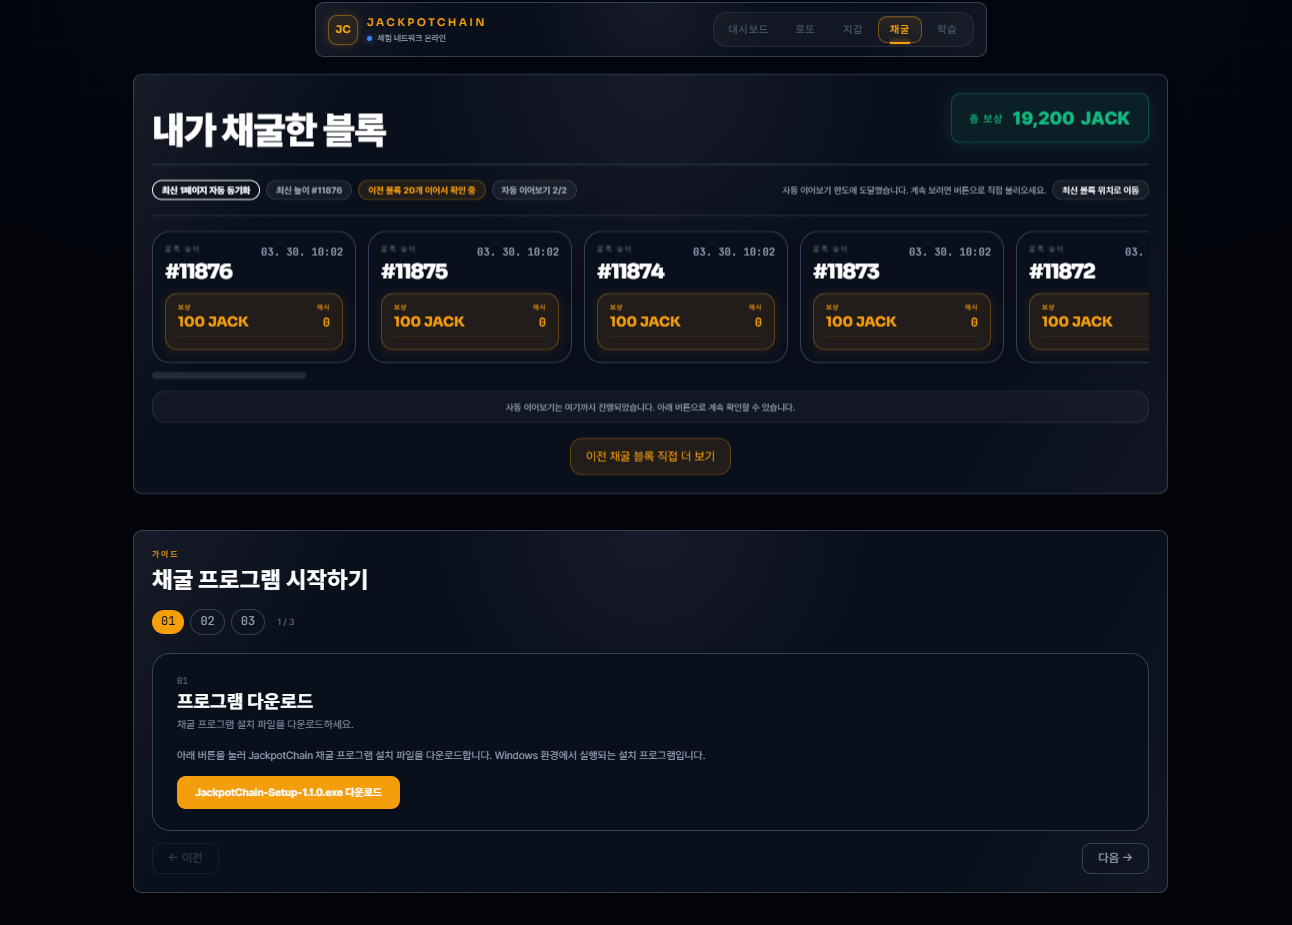 JC
JACKPOTCHAIN
체험 네트워크 온라인
대시보드 로또 지갑 채굴 학습
내가 채굴한 블록
총 보상 19,200 JACK
최신 1페이지 자동 동기화 최신 높이 #11876 이전 블록 20개 이어서 확인 중 자동 이어보기 2/2 자동 이어보기 한도에 도달했습니다. 계속 보려면 버튼으로 직접 불러오세요. 최신 블록 위치로 이동
블록 높이 03. 30. 10:02
#11876
보상 해시
100 JACK 0
블록 높이 03. 30. 10:02
#11875
보상 해시
100 JACK 0
블록 높이 03. 30. 10:02
#11874
보상 해시
100 JACK 0
블록 높이 03. 30. 10:02
#11873
보상 해시
100 JACK 0
블록 높이 03.
#11872
보상
100 JACK
자동 이어보기는 여기까지 진행되었습니다. 아래 버튼으로 계속 확인할 수 있습니다.
이전 채굴 블록 직접 더 보기
가이드
채굴 프로그램 시작하기
01 02 03 1 / 3
01
프로그램 다운로드
채굴 프로그램 설치 파일을 다운로드하세요.
아래 버튼을 눌러 JackpotChain 채굴 프로그램 설치 파일을 다운로드합니다. Windows 환경에서 실행되는 설치 프로그램입니다.
JackpotChain-Setup-1.1.0.exe 다운로드
← 이전 다음 →